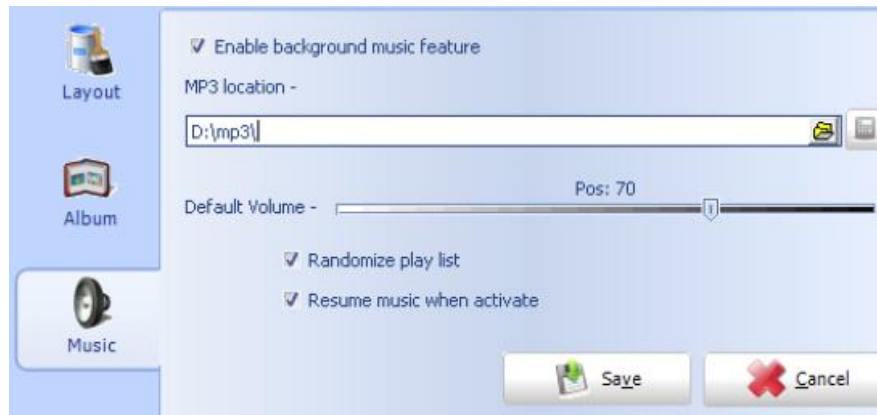 Layout
Album
Music
Enable background music feature
MP3 location -
D:\mp3\
Pos: 70
Default Volume -
Randomize play list
Resume music when activate
Save
Cancel